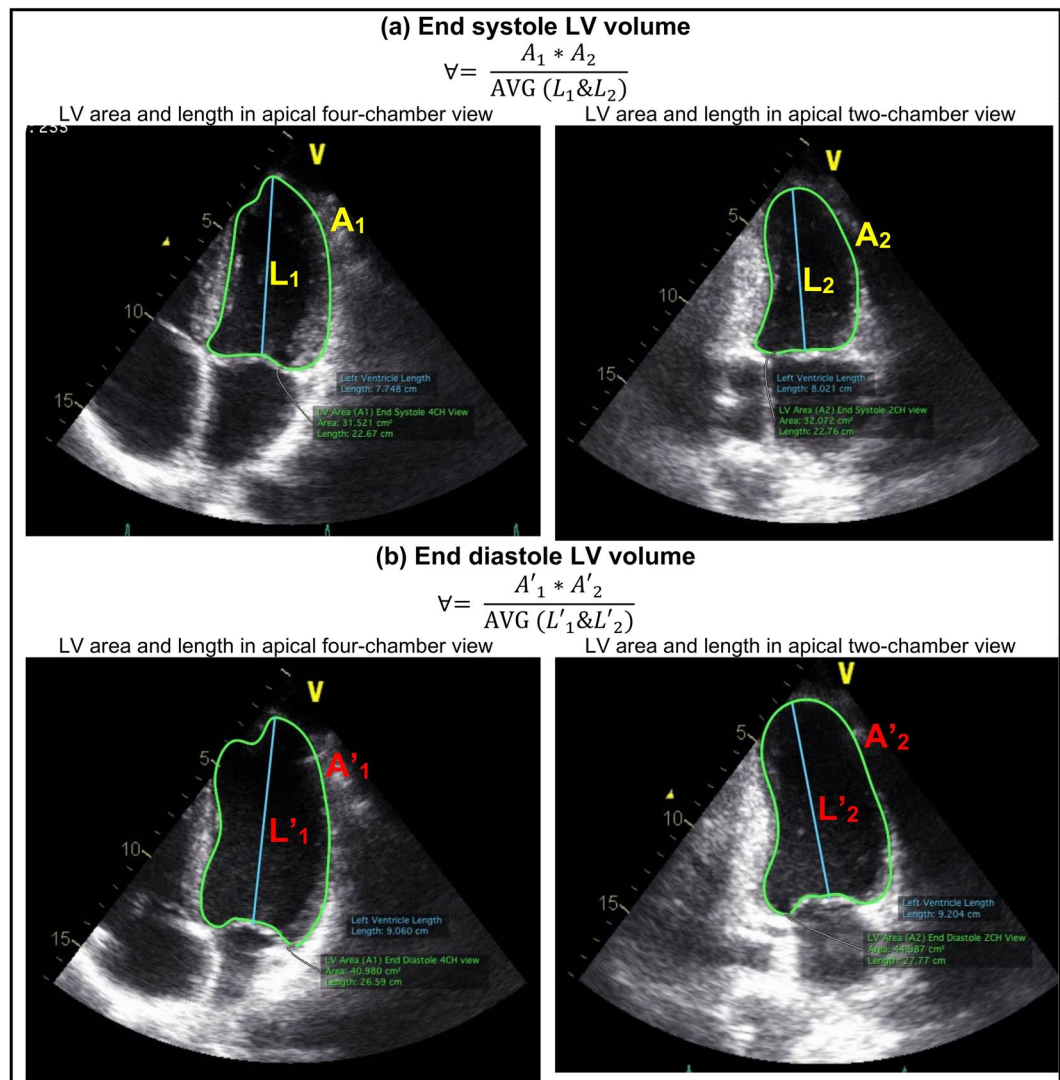 (a) End systole LV volume
∀= A₁ * A₂ / AVG (L₁&L₂)
LV area and length in apical four-chamber view
LV area and length in apical two-chamber view
:255
V
5
A₁
L₁
10
15
Left Ventricle Length
Length: 7.748 cm
LV Area (A1) End Systole 4CH View
Area: 31.521 cm²
Length: 22.67 cm
V
5
A₂
L₂
10
15
Left Ventricle Length
Length: 8.021 cm
LV Area (A2) End Systole 2CH view
Area: 32.072 cm²
Length: 22.76 cm
(b) End diastole LV volume
∀= A'₁ * A'₂ / AVG (L'₁&L'₂)
LV area and length in apical four-chamber view
LV area and length in apical two-chamber view
V
5
A’₁
L’₁
10
15
Left Ventricle Length
Length: 9.060 cm
LV Area (A1) End Diastole 4CH view
Area: 40.980 cm²
Length: 26.59 cm
V
5
A’₂
L’₂
10
15
Left Ventricle Length
Length: 9.204 cm
LV Area (A2) End Diastole 2CH View
Area: 44.987 cm²
Length: 27.77 cm